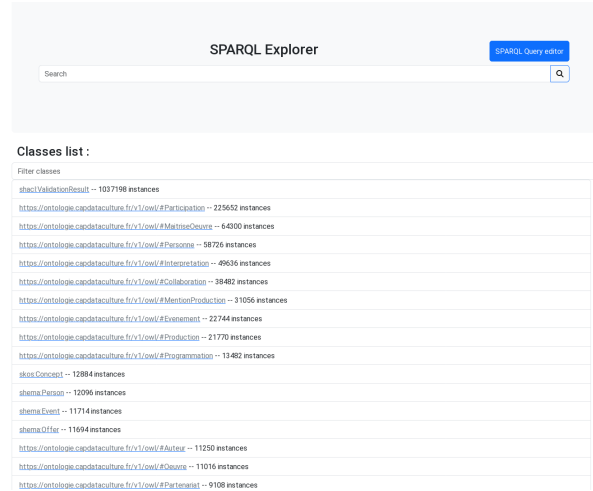 SPARQL Explorer
SPARQL Query editor
Search
Classes list :
Filter classes
shacl:ValidationResult -- 1037198 instances
https://ontologie.capdataculture.fr/v1/owl/#Participation -- 225652 instances
https://ontologie.capdataculture.fr/v1/owl/#MaitriseOeuvre -- 64300 instances
https://ontologie.capdataculture.fr/v1/owl/#Personne -- 58726 instances
https://ontologie.capdataculture.fr/v1/owl/#Interpretation -- 49636 instances
https://ontologie.capdataculture.fr/v1/owl/#Collaboration -- 38482 instances
https://ontologie.capdataculture.fr/v1/owl/#MentionProduction -- 31056 instances
https://ontologie.capdataculture.fr/v1/owl/#Evenement -- 22744 instances
https://ontologie.capdataculture.fr/v1/owl/#Production -- 21770 instances
https://ontologie.capdataculture.fr/v1/owl/#Programmation -- 13482 instances
skos:Concept -- 12884 instances
shema:Person -- 12096 instances
shema:Event -- 11714 instances
shema:Offer -- 11694 instances
https://ontologie.capdataculture.fr/v1/owl/#Auteur -- 11250 instances
https://ontologie.capdataculture.fr/v1/owl/#Oeuvre -- 11016 instances
https://ontologie.capdataculture.fr/v1/owl/#Partenariat -- 9108 instances